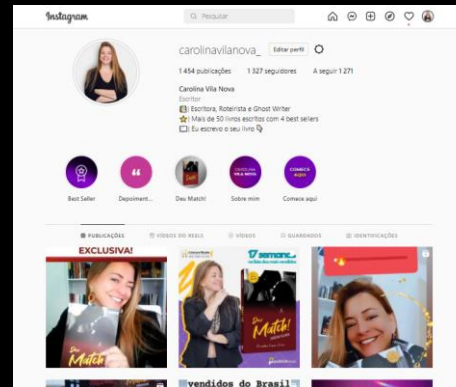 Instagram
Pesquisar
carolinavilanova_ Editar perfil
1 454 publicações 1 327 seguidores A seguir 1 271
Carolina Vila Nova
Escritor
| Escritora, Roteirista e Ghost Writer
| Mais de 50 livros escritos com 4 best sellers
| Eu escrevo o seu livro
COMECE
aqui
Best Seller Depoiment... Deu Match! Sobre mim Comece aqui
PUBLICAÇÕES VÍDEOS DO REELS VÍDEOS GUARDADOS IDENTIFICAÇÕES
EXCLUSIVA!
17 semanas...
Deu
Match!
vendidos do Brasil